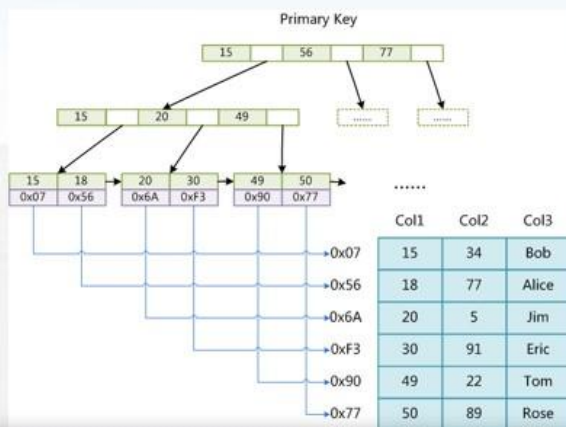 Primary Key
15 56 77
15 20 49
...... ......
15 18 20 30 49 50
0x07 0x56 0x6A 0xF3 0x90 0x77
......
Col1 Col2 Col3
0x07 15 34 Bob
0x56 18 77 Alice
0x6A 20 5 Jim
0xF3 30 91 Eric
0x90 49 22 Tom
0x77 50 89 Rose